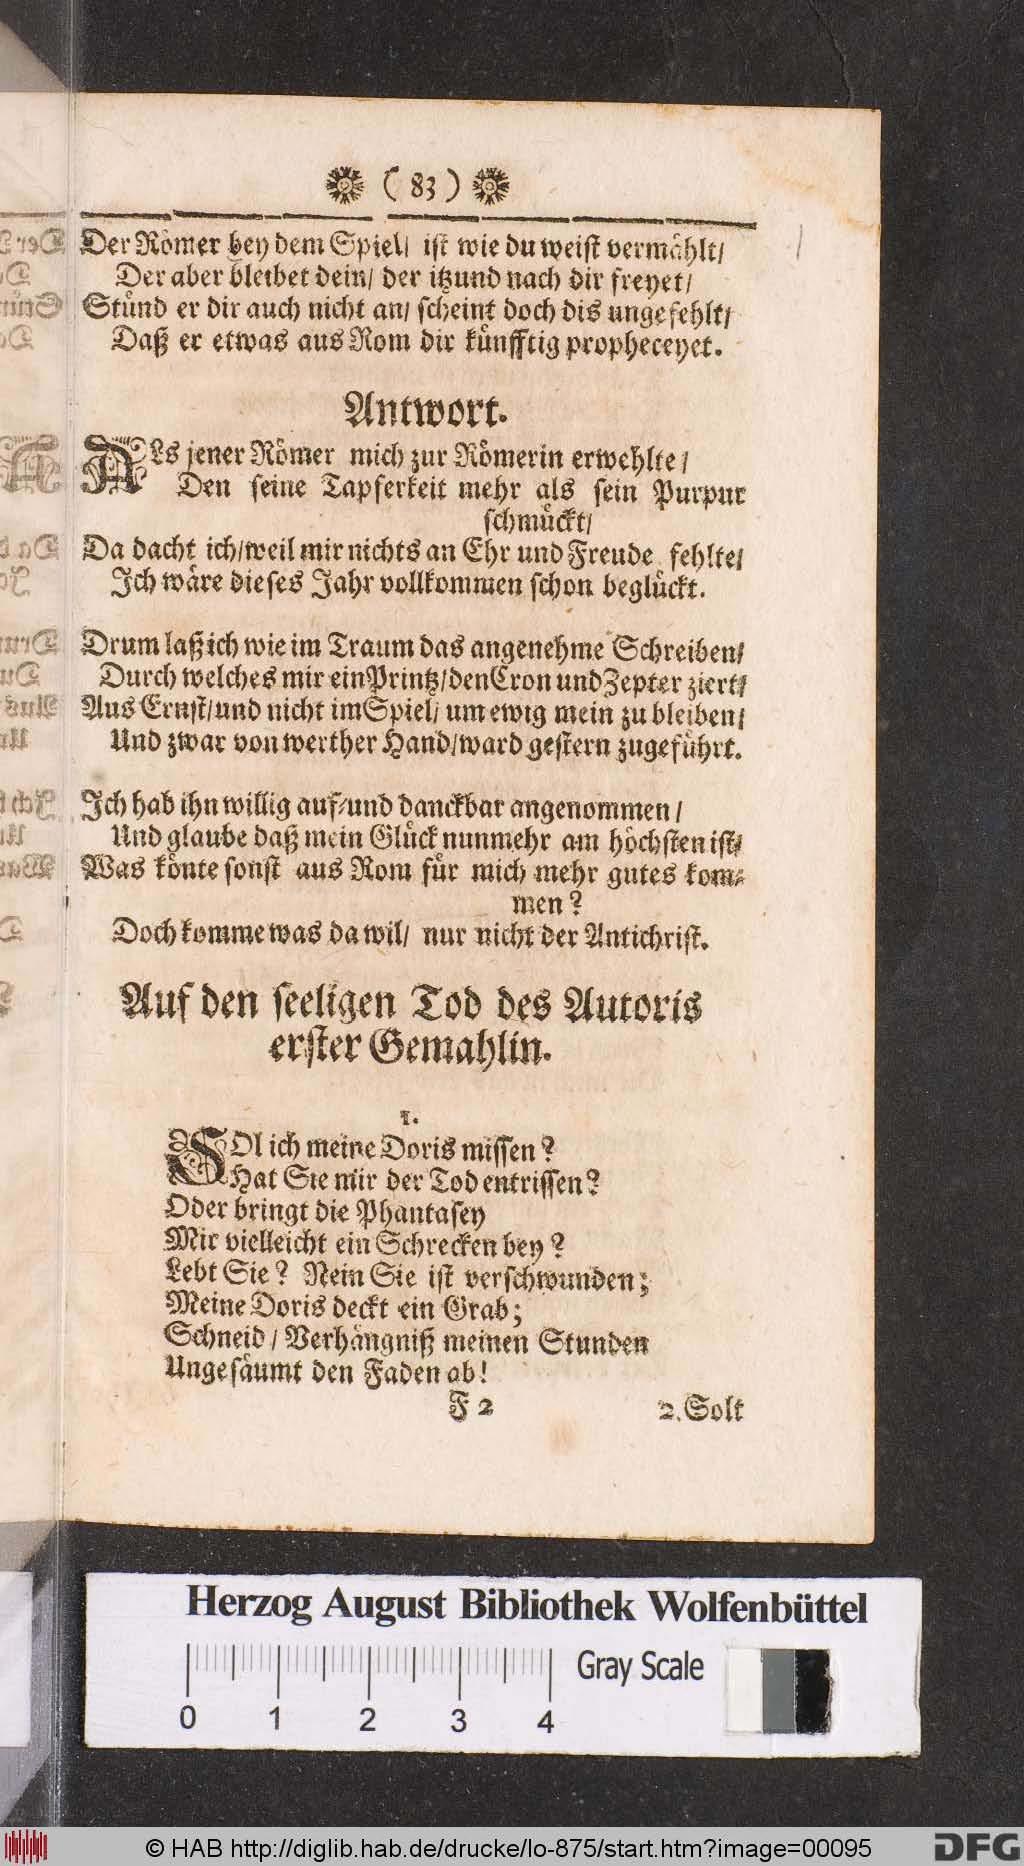 ( 83 )
Der Römer bey dem Spiel/ ist wie du weist vermählt/
Der aber bleibet dein/ der itzund nach dir freyet/
Stünd er dir auch nicht an/ scheint doch dis ungefehlt/
Daß er etwas aus Rom dir künfftig propheceyet.
Antwort.
ALs jener Römer mich zur Römerin erwehlte/
Den seine Tapferkeit mehr als sein Purpur
schmückt/
Da dacht ich/weil mir nichts an Ehr und Freude fehlte/
Ich wäre dieses Jahr vollkommen schon beglückt.
Drum laß ich wie im Traum das angenehme Schreiben/
Durch welches mir ein Printz/den Cron und Zepter ziert/
Aus Ernst/und nicht im Spiel/ um ewig mein zu bleiben/
Und zwar von werther Hand/ward gestern zugeführt.
Ich hab ihn willig auf/und danckbar angenommen/
Und glaube daß mein Glück nunmehr am höchsten ist/
Was könte sonst aus Rom für mich mehr gutes kom-
men?
Doch komme was da wil/ nur nicht der Antichrist.
Auf den seeligen Tod des Autoris
erster Gemahlin.
1.
SOl ich meine Doris missen?
Hat Sie mir der Tod entrissen?
Oder bringt die Phantasey
Mir vielleicht ein Schrecken bey?
Lebt Sie? Nein Sie ist verschwunden;
Meine Doris deckt ein Grab;
Schneid/ Verhängniß meinen Stunden
Ungesäumt den Faden ab!
F 2 2. Solt
Herzog August Bibliothek Wolfenbüttel
0 1 2 3 4 Gray Scale
© HAB http://diglib.hab.de/drucke/lo-875/start.htm?image=00095 DFG